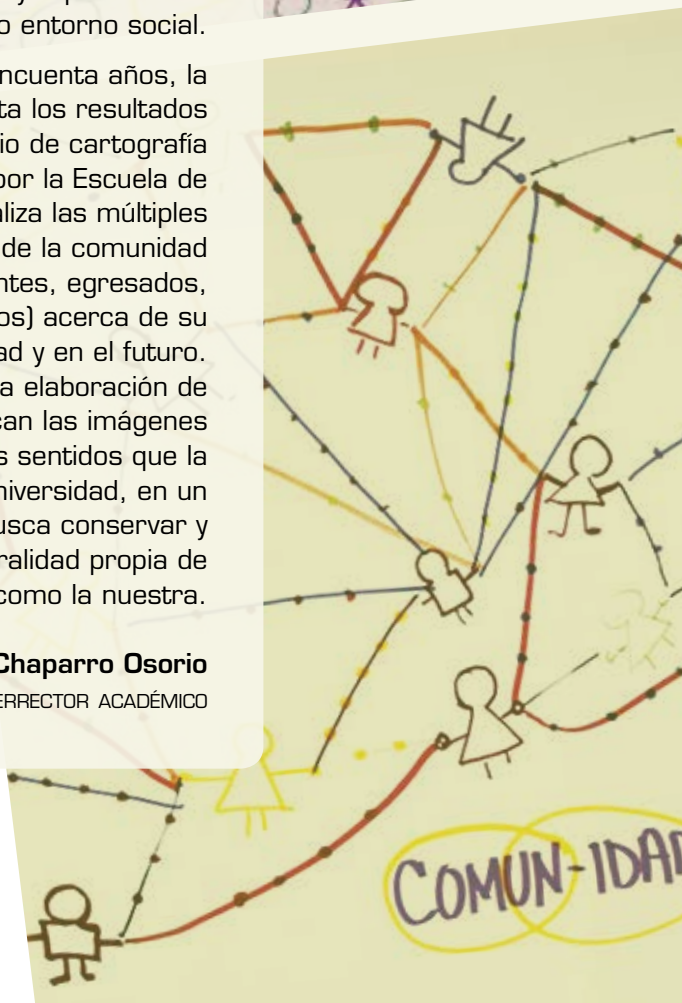 o entorno social.
ncuenta años, la
ta los resultados
io de cartografía
por la Escuela de
aliza las múltiples
de la comunidad
ntes, egresados,
os) acerca de su
ad y en el futuro.
a elaboración de
can las imágenes
s sentidos que la
niversidad, en un
usca conservar y
ralidad propia de
como la nuestra.
Chaparro Osorio
ERRECTOR ACADÉMICO
COMUN-IDAD